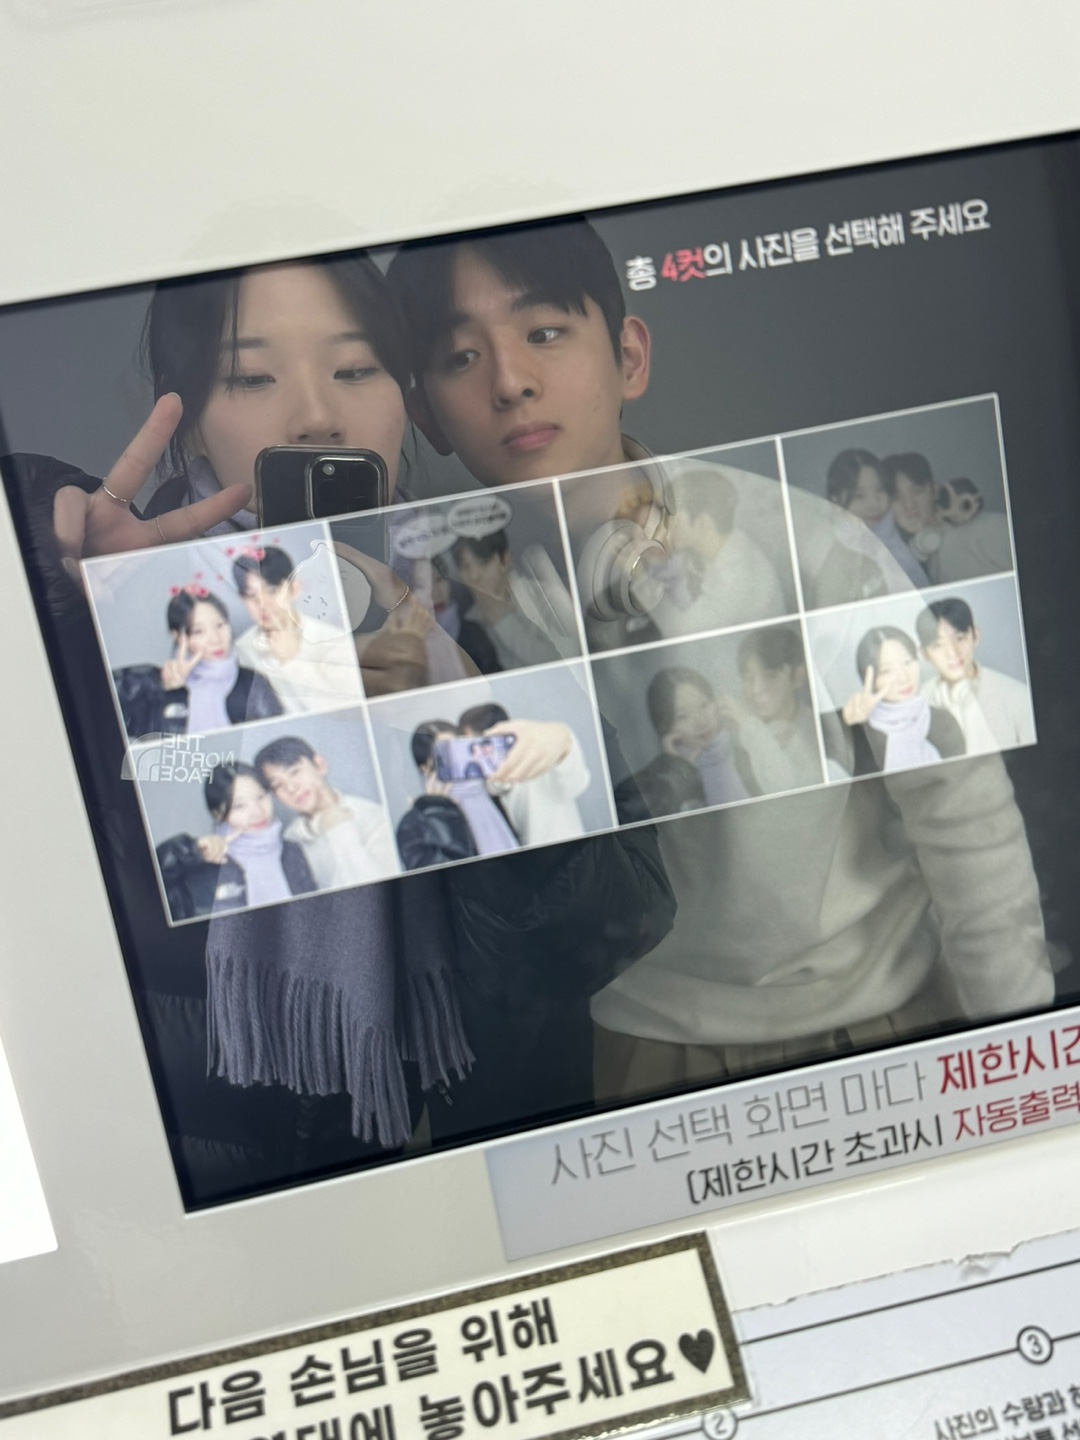 총 4컷의 사진을 선택해 주세요
THE
NORTH
FACE
사진 선택 화면 마다 제한시간
(제한시간 초과시 자동출력
다음 손님을 위해
놓아주세요♥
3
2
사진의 수량과